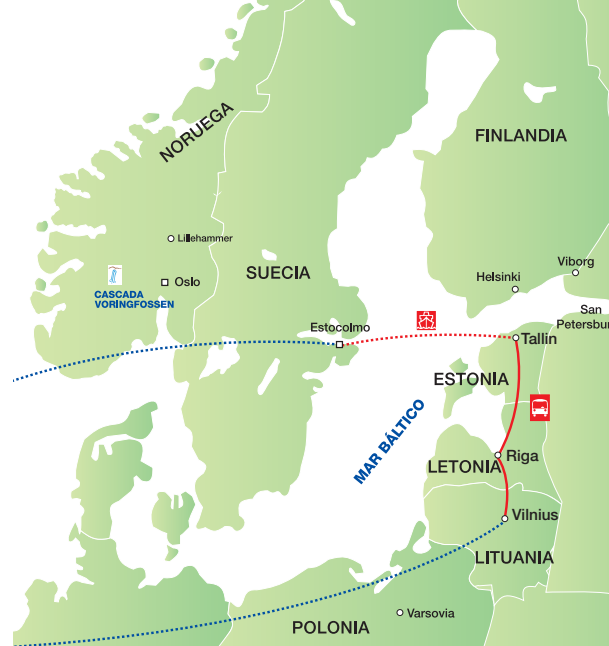 NORUEGA
FINLANDIA
Lillehammer
SUECIA
Viborg
Helsinki
Oslo
CASCADA
VORINGFOSSEN
San
Petersbur
Estocolmo
Tallin
ESTONIA
MAR BÁLTICO
Riga
LETONIA
Vilnius
LITUANIA
Varsovia
POLONIA